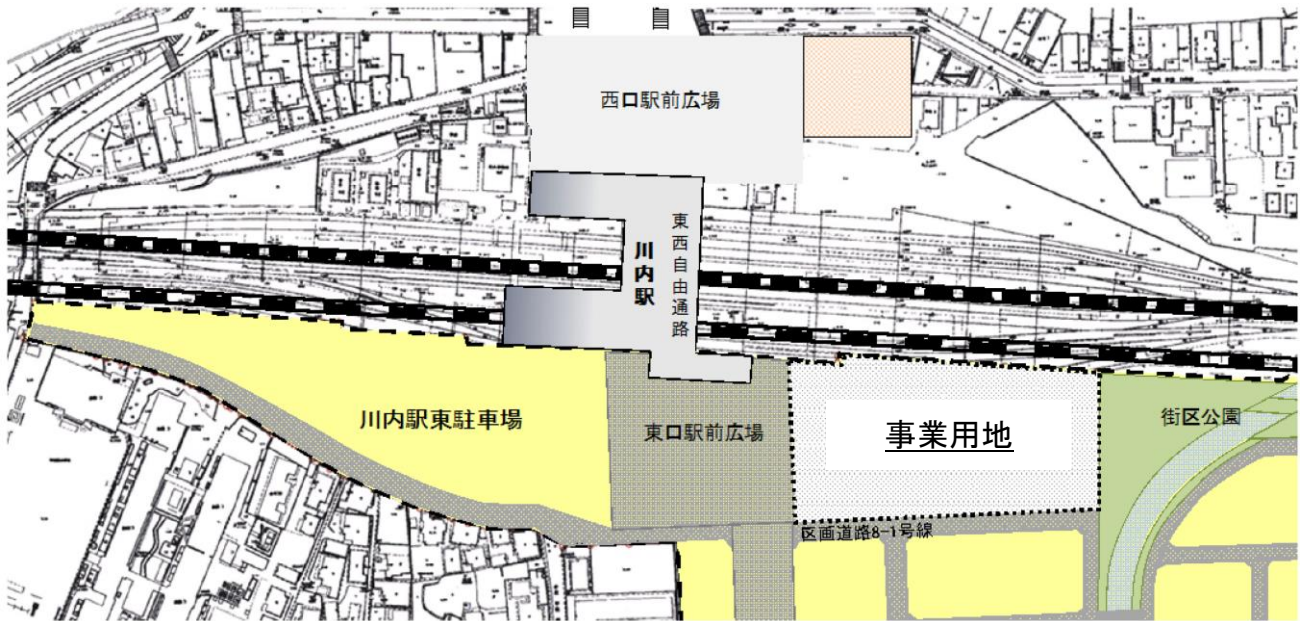 西口駅前広場
東西自由通路
川内駅
川内駅東駐車場
東口駅前広場
事業用地
街区公園
区画道路8-1号線